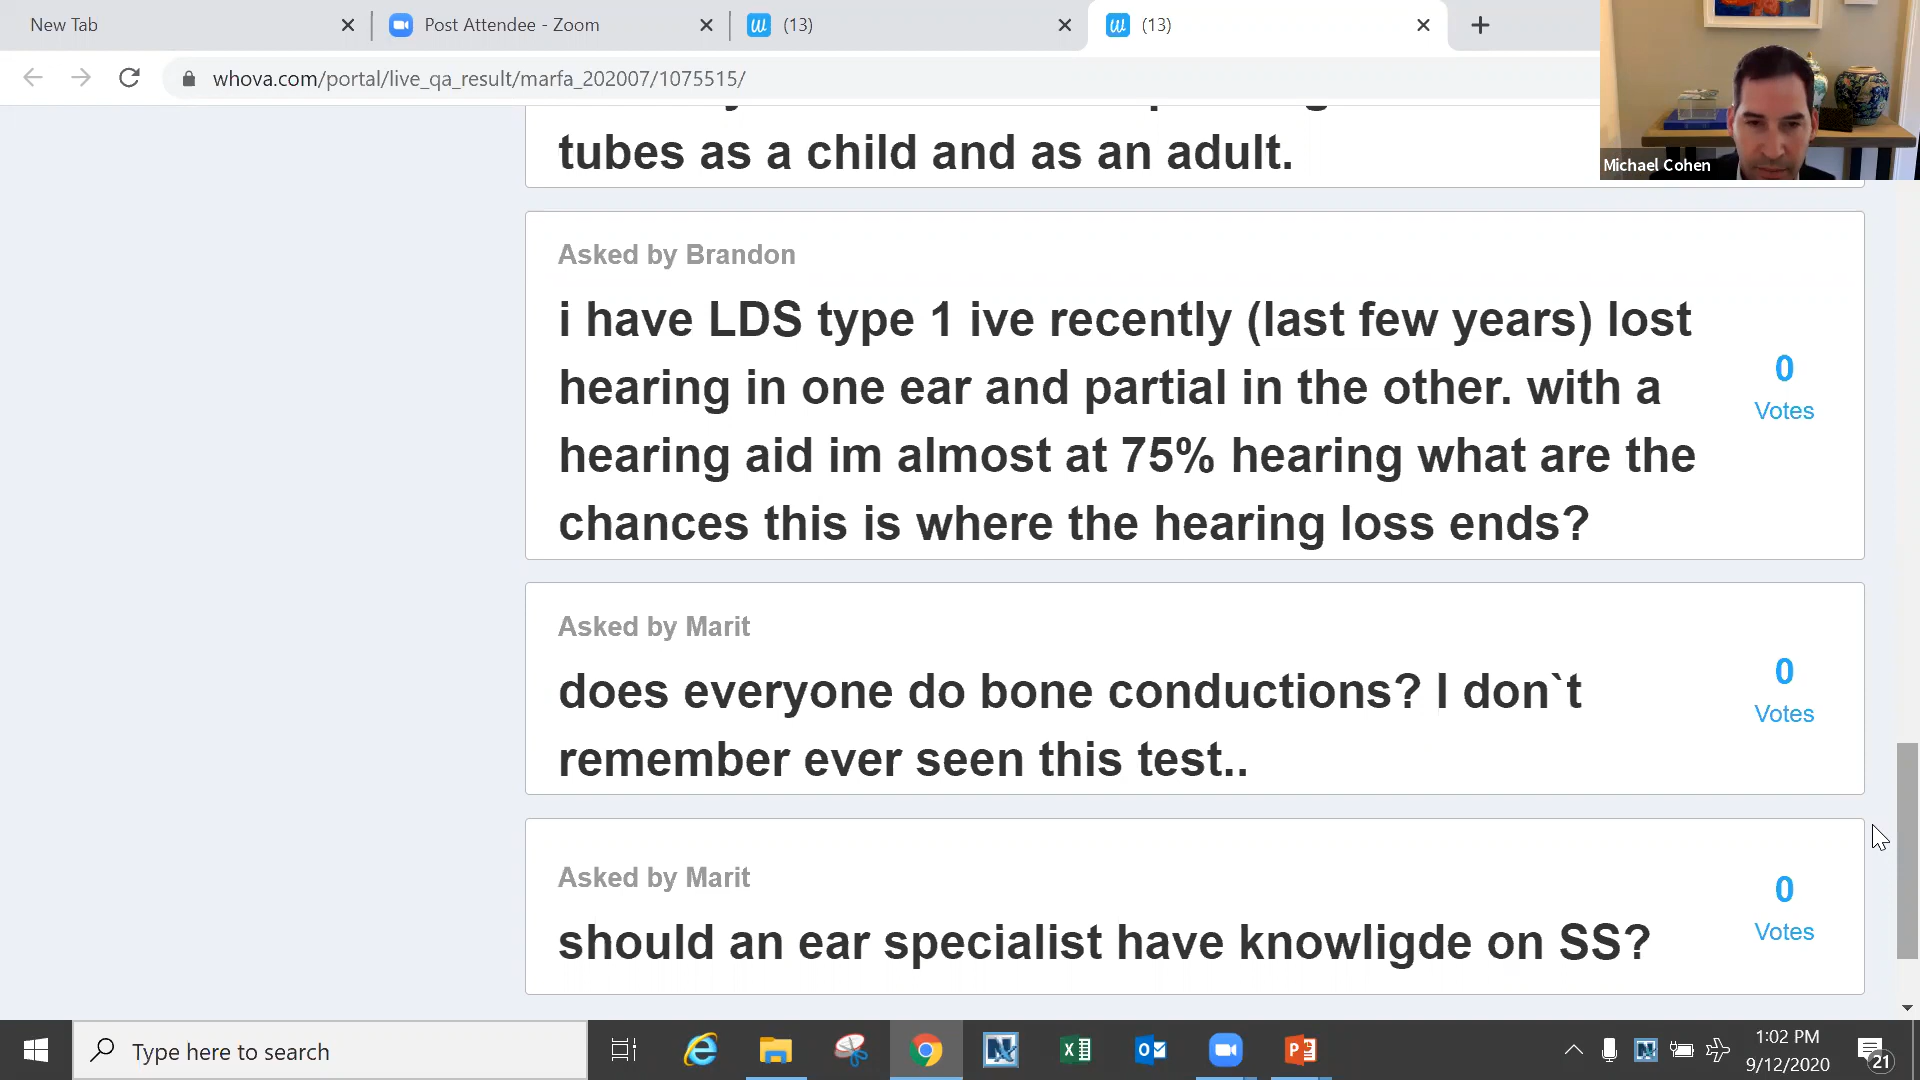 New Tab
Post Attendee - Zoom
(13)
(13)
whova.com/portal/live_qa_result/marfa_202007/1075515/
Michael Cohen
tubes as a child and as an adult.
Asked by Brandon
i have LDS type 1 ive recently (last few years) lost
hearing in one ear and partial in the other. with a
hearing aid im almost at 75% hearing what are the
chances this is where the hearing loss ends?
0
Votes
Asked by Marit
does everyone do bone conductions? I don`t
remember ever seen this test..
0
Votes
Asked by Marit
should an ear specialist have knowligde on SS?
0
Votes
Type here to search
1:02 PM
9/12/2020
21